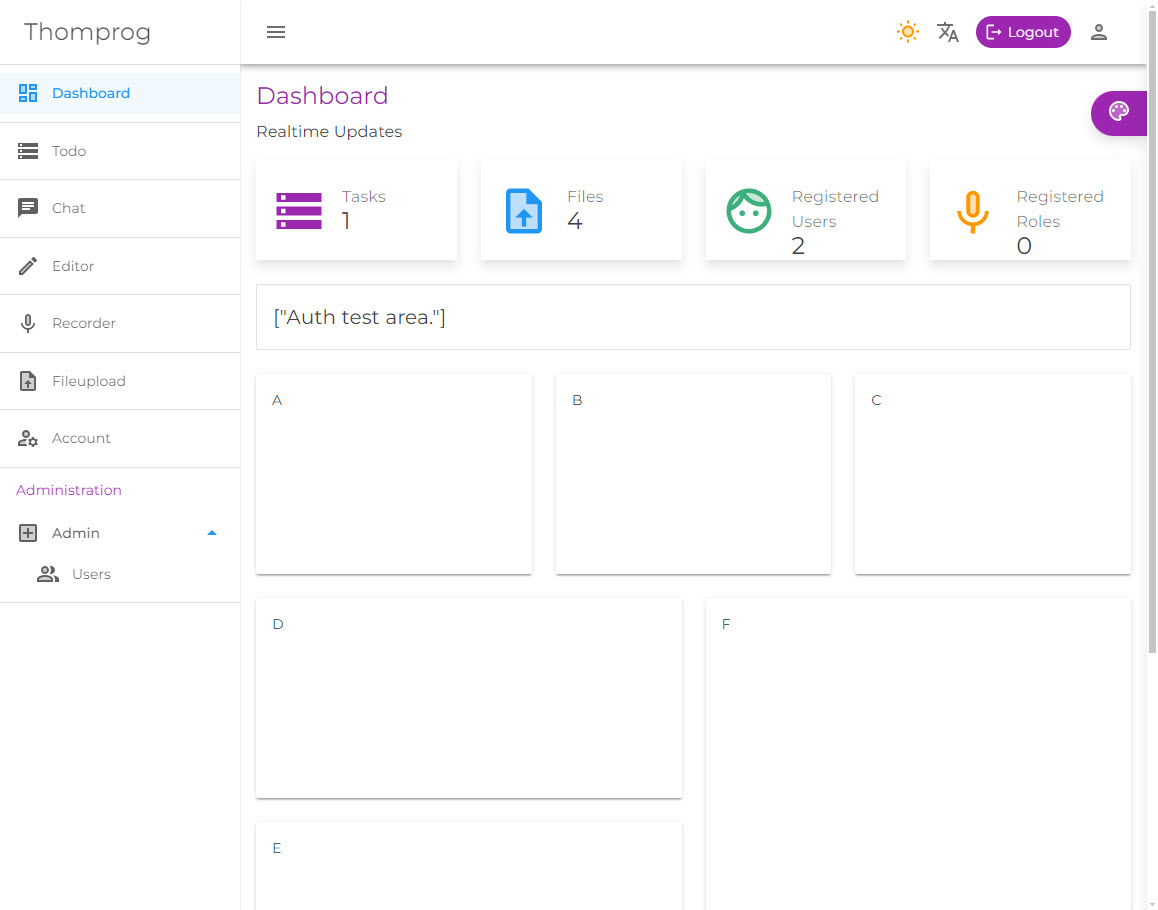 Thomprog
Logout
Dashboard
Todo
Chat
Editor
Recorder
Fileupload
Account
Administration
Admin
Users
Dashboard
Realtime Updates
Tasks
1
Files
4
Registered
Users
2
Registered
Roles
0
["Auth test area."]
A
B
C
D
F
E